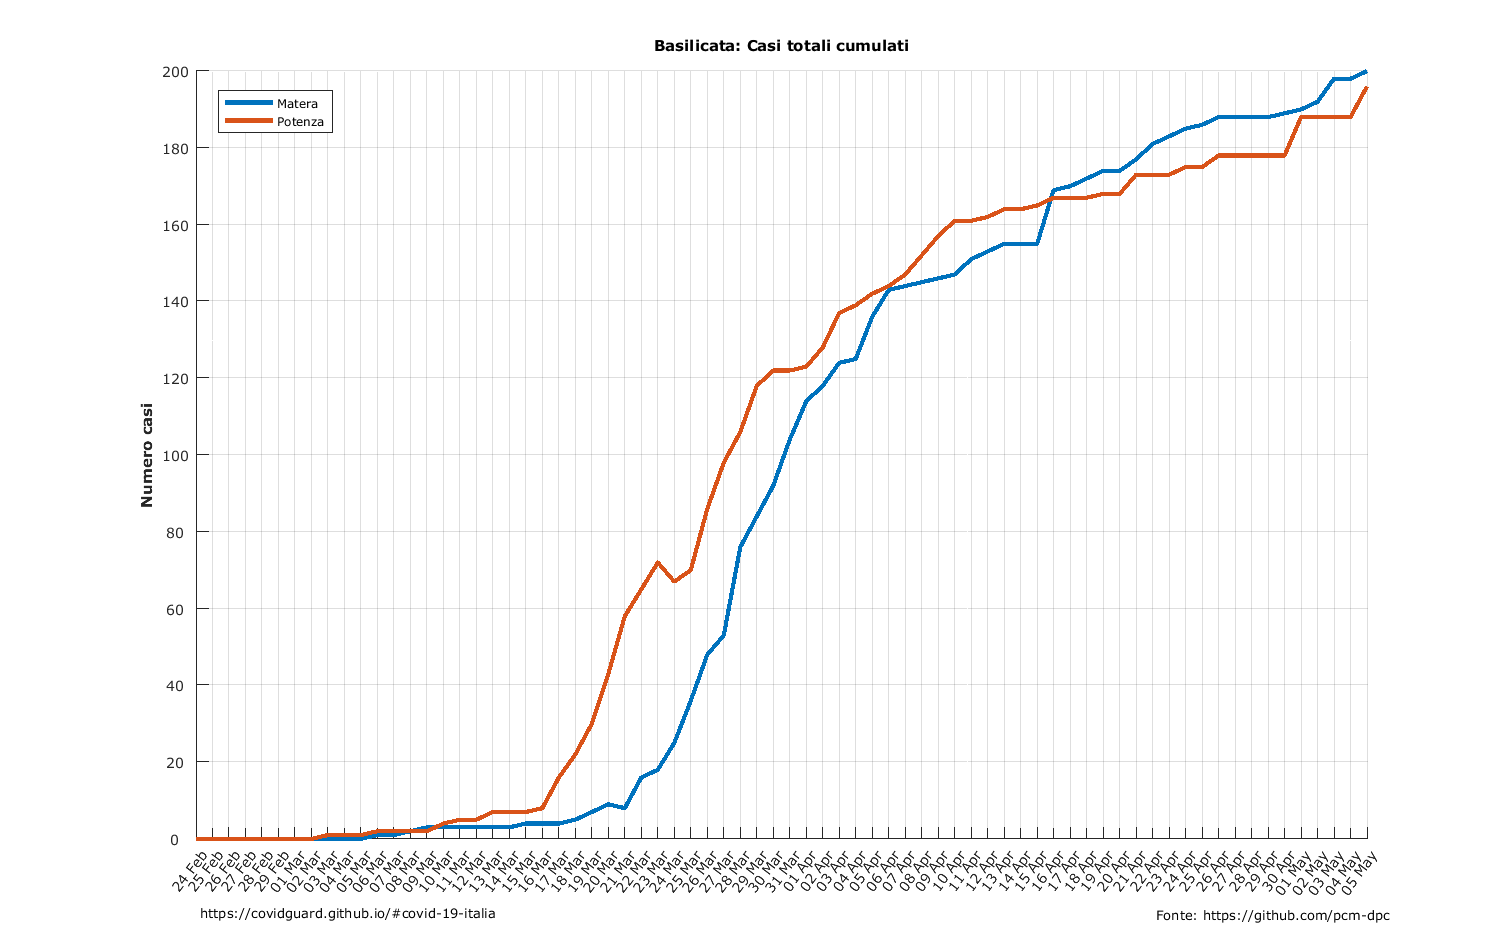 Basilicata: Casi totali cumulati
Matera
Potenza
Numero casi
200
180
160
140
120
100
80
60
40
20
0
24 Feb
25 Feb
26 Feb
27 Feb
28 Feb
29 Feb
01 Mar
02 Mar
03 Mar
04 Mar
05 Mar
06 Mar
07 Mar
08 Mar
09 Mar
10 Mar
11 Mar
12 Mar
13 Mar
14 Mar
15 Mar
16 Mar
17 Mar
18 Mar
19 Mar
20 Mar
21 Mar
22 Mar
23 Mar
24 Mar
25 Mar
26 Mar
27 Mar
28 Mar
29 Mar
30 Mar
31 Mar
01 Apr
02 Apr
03 Apr
04 Apr
05 Apr
06 Apr
07 Apr
08 Apr
09 Apr
10 Apr
11 Apr
12 Apr
13 Apr
14 Apr
15 Apr
16 Apr
17 Apr
18 Apr
19 Apr
20 Apr
21 Apr
22 Apr
23 Apr
24 Apr
25 Apr
26 Apr
27 Apr
28 Apr
29 Apr
30 Apr
01 May
02 May
03 May
04 May
05 May
https://covidguard.github.io/#covid-19-italia
Fonte: https://github.com/pcm-dpc